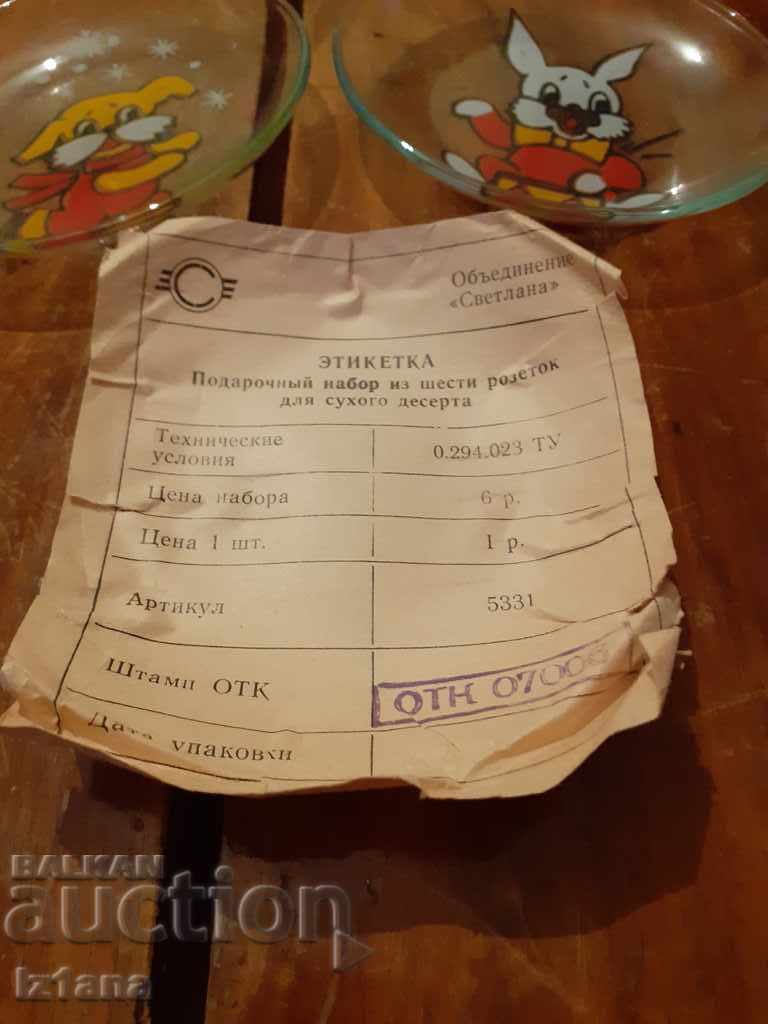 С
Объединение
«Светлана»
ЭТИКЕТКА
Подарочный набор из шести розеток
для сухого десерта
Технические
условия
0.294.023 ТУ
Цена набора 6 р.
Цена 1 шт. 1 р.
Артикул 5331
Штамп ОТК
ОТК
Дата упаковки
BALKAN
auction
iz1ana